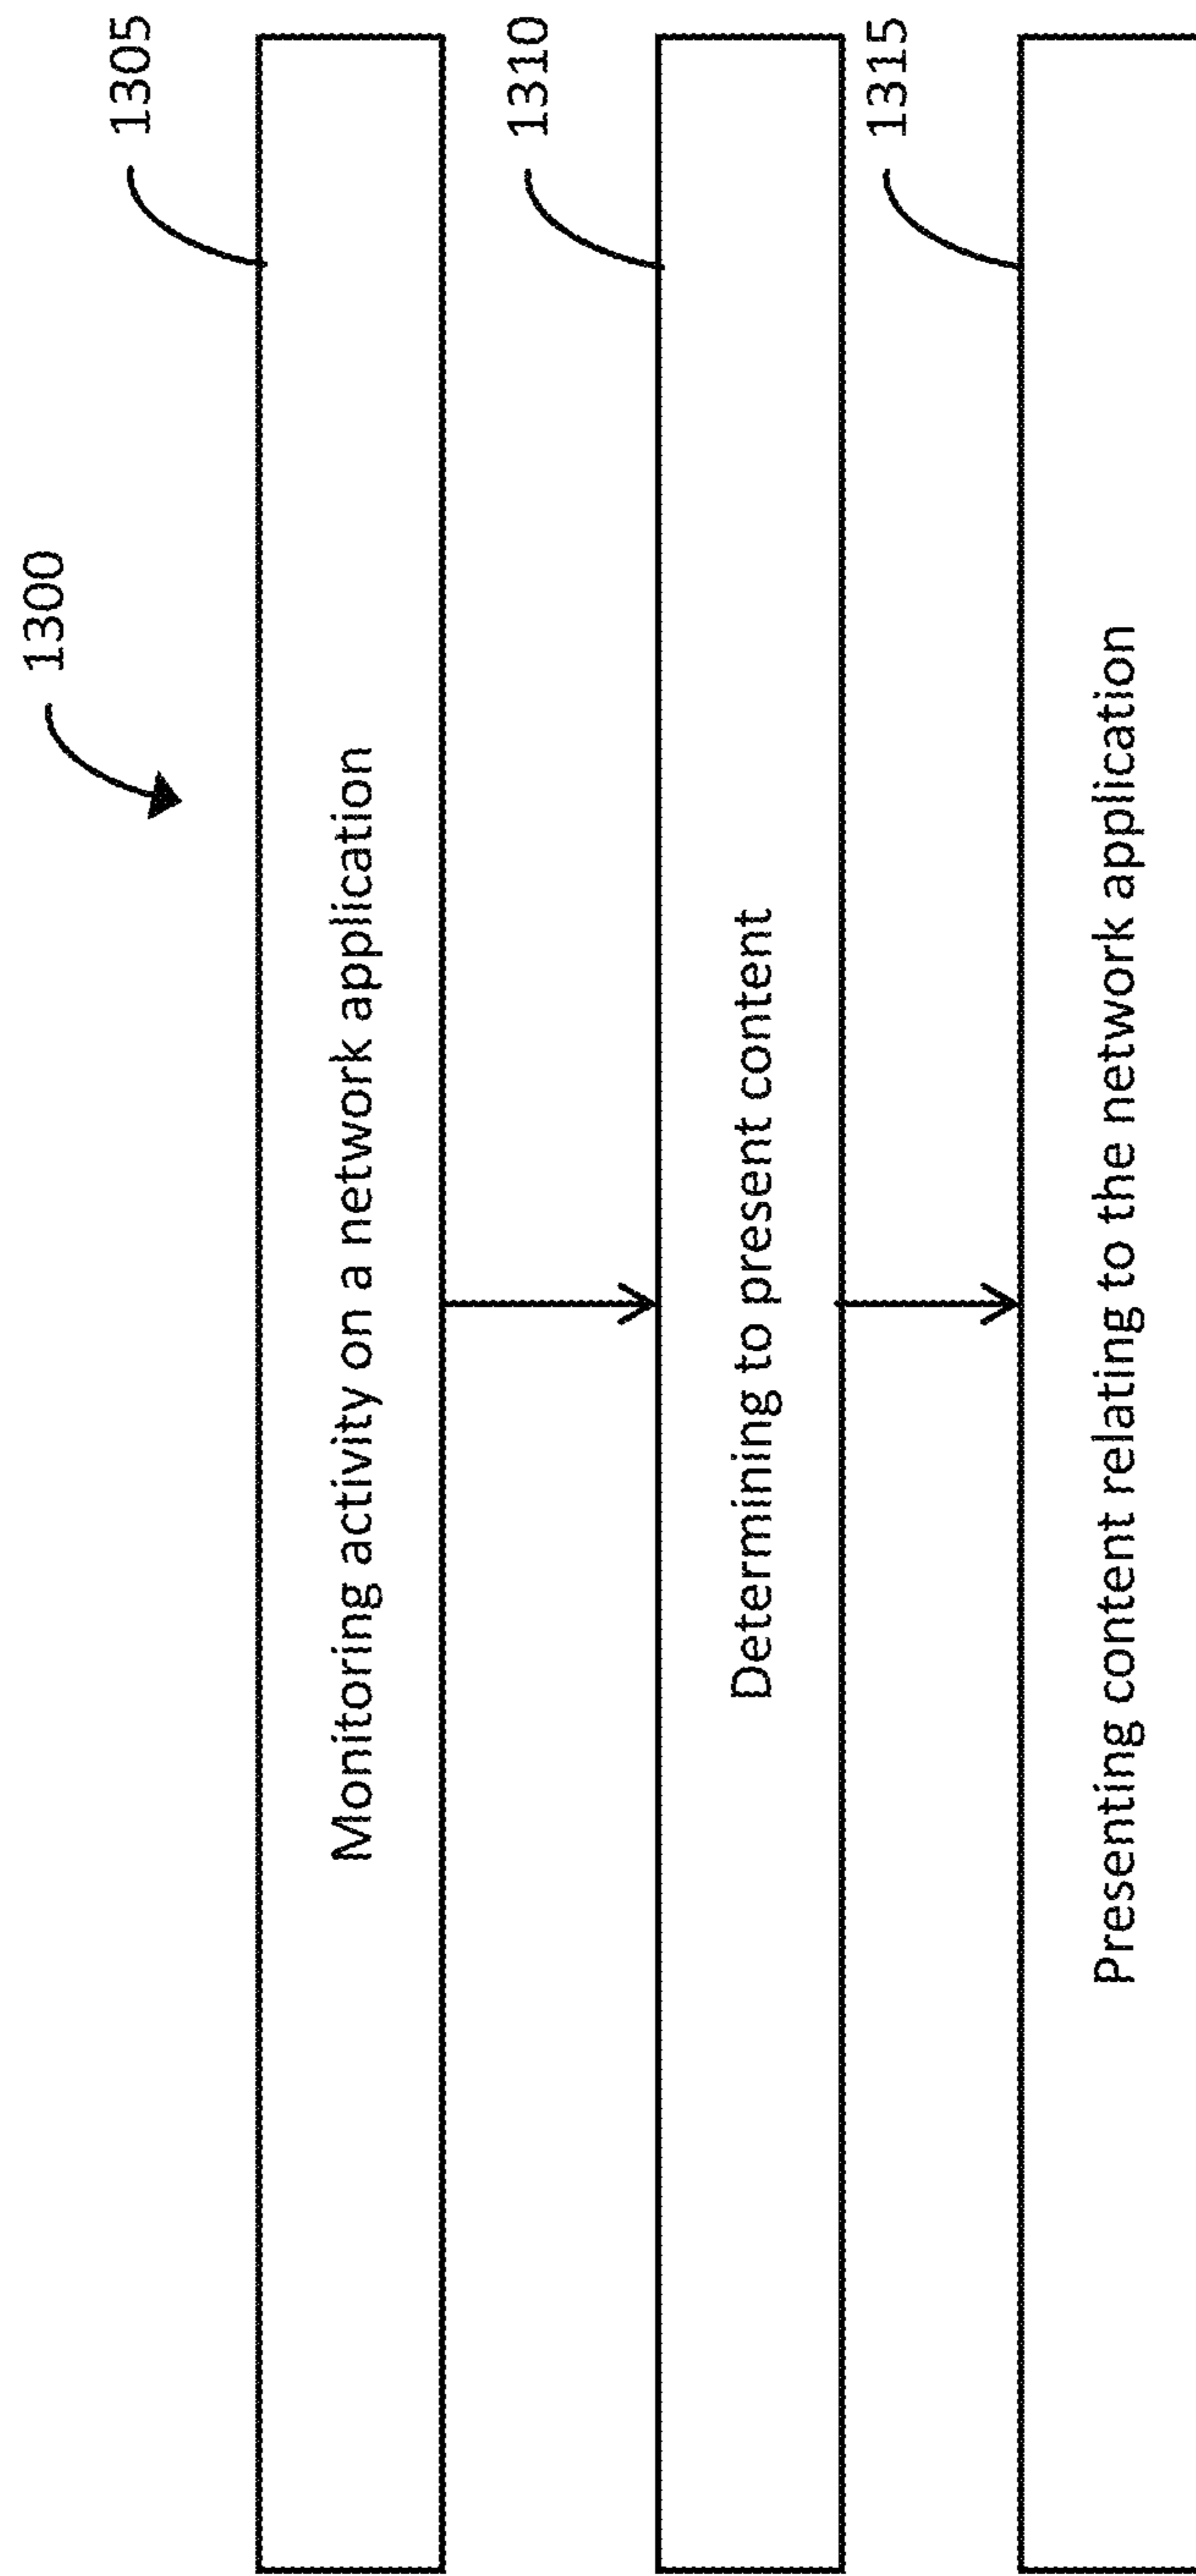 1300
1305
Monitoring activity on a network application
1310
Determining to present content
1315
Presenting content relating to the network application